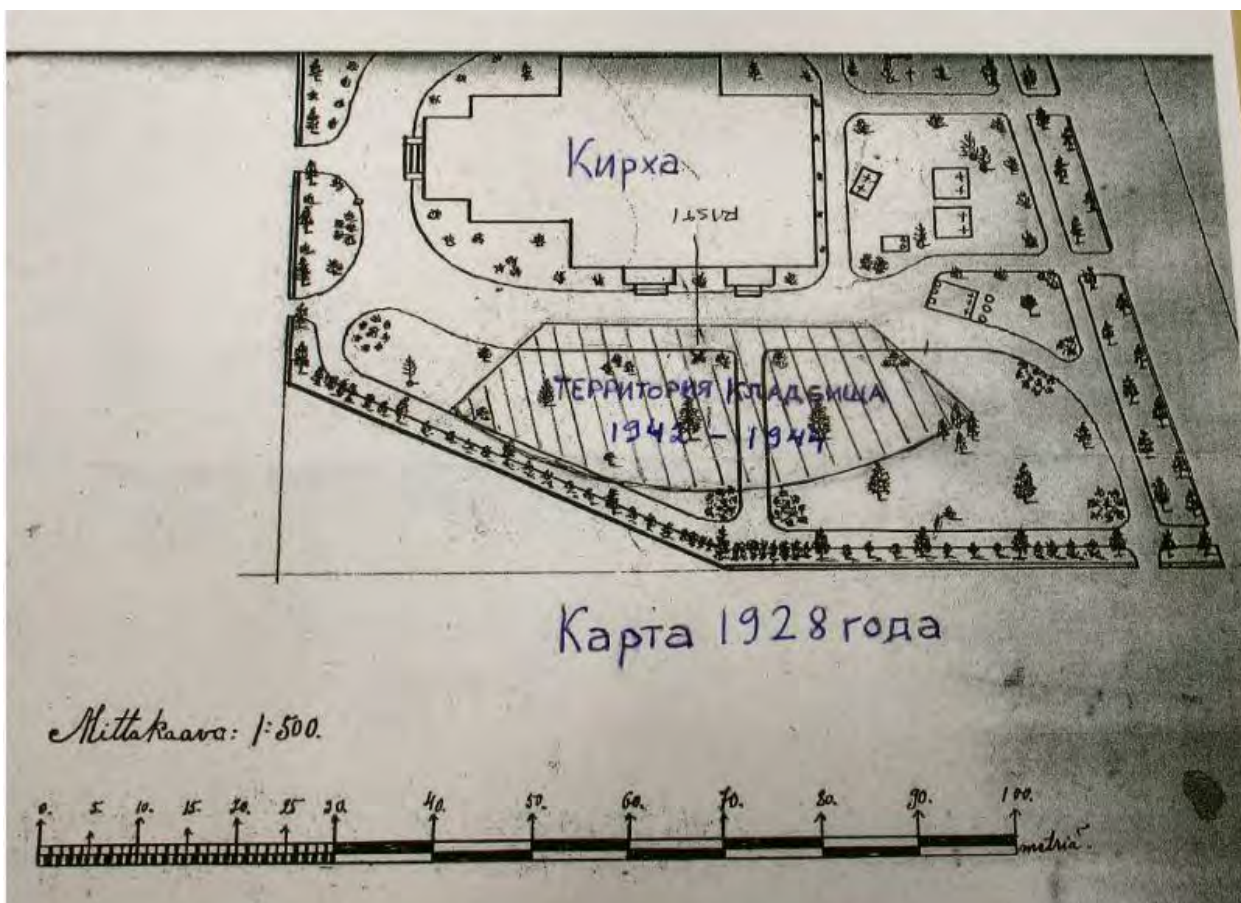 Кирха
RISTI
ТЕРРИТОРИЯ КЛАДБИЩА
1942 - 1944
Карта 1928 года
Mittakaava: 1:500.
0. 5. 10. 15. 20. 25 30. 40. 50. 60. 70. 80. 90. 100.
metriä.